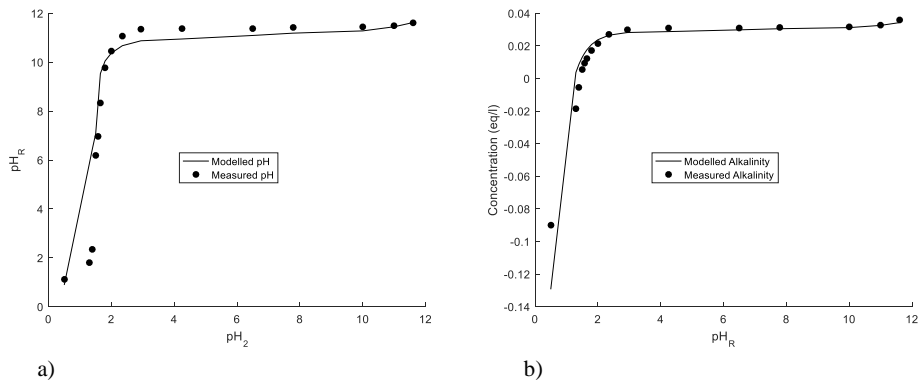 12
10
8
6
4
2
0
pH_R
0 2 4 6 8 10 12
pH_2
Modelled pH
Measured pH
a)
0.04
0.02
0
-0.02
-0.04
-0.06
-0.08
-0.1
-0.12
-0.14
Concentration (eq/l)
0 2 4 6 8 10 12
pH_R
Modelled Alkalinity
Measured Alkalinity
b)